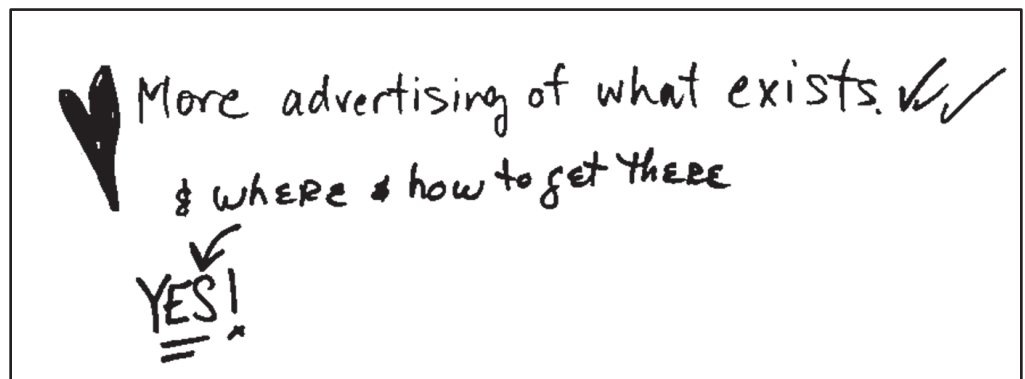 More advertising of what exists.
& WhERE & how to get ThERE
YES!